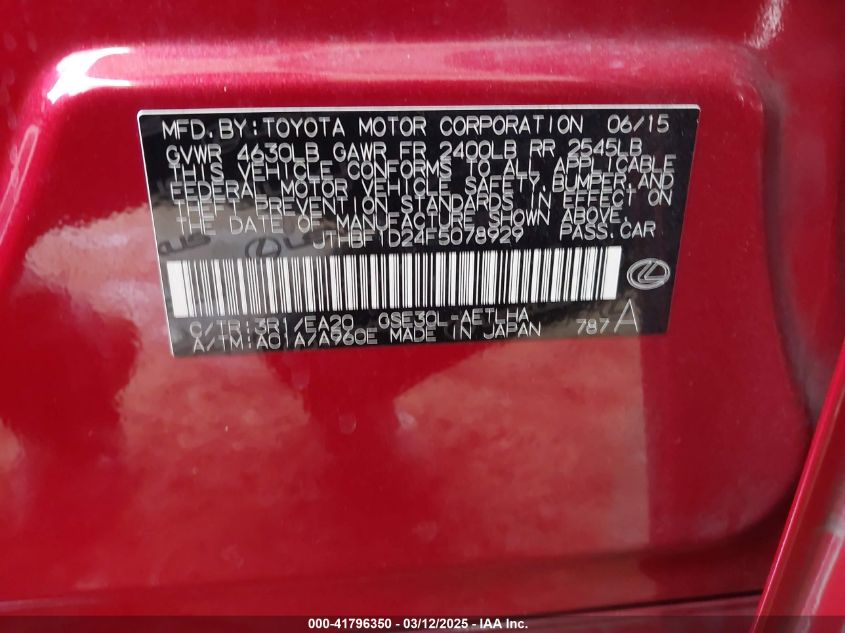 MFD. BY: TOYOTA MOTOR CORPORATION 06/15
GVWR 4630LB GAWR FR 2400LB RR 2545LB
THIS VEHICLE CONFORMS TO ALL APPLICABLE
FEDERAL MOTOR VEHICLE SAFETY, BUMPER, AND
THEFT PREVENTION STANDARDS IN EFFECT ON
THE DATE OF MANUFACTURE SHOWN ABOVE.
JTHBF1D24F5078929 PASS.CAR
C/TR:3R1/EA20 GSE30L-AETLHA
A/TM:A01A/A960E MADE IN JAPAN 787A
000-41796350 - 03/12/2025 - IAA Inc.